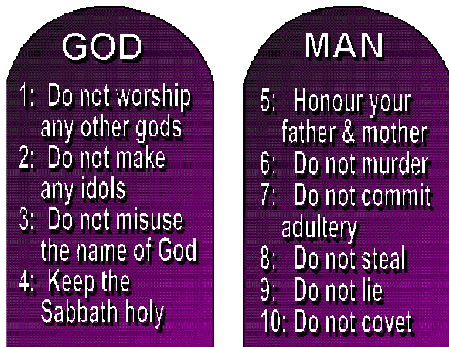 GOD
1: Do not worship
any other gods
2: Do not make
any idols
3: Do not misuse
the name of God
4: Keep the
Sabbath holy
MAN
5: Honour your
father & mother
6: Do not murder
7: Do not commit
adultery
8: Do not steal
9: Do not lie
10: Do not covet